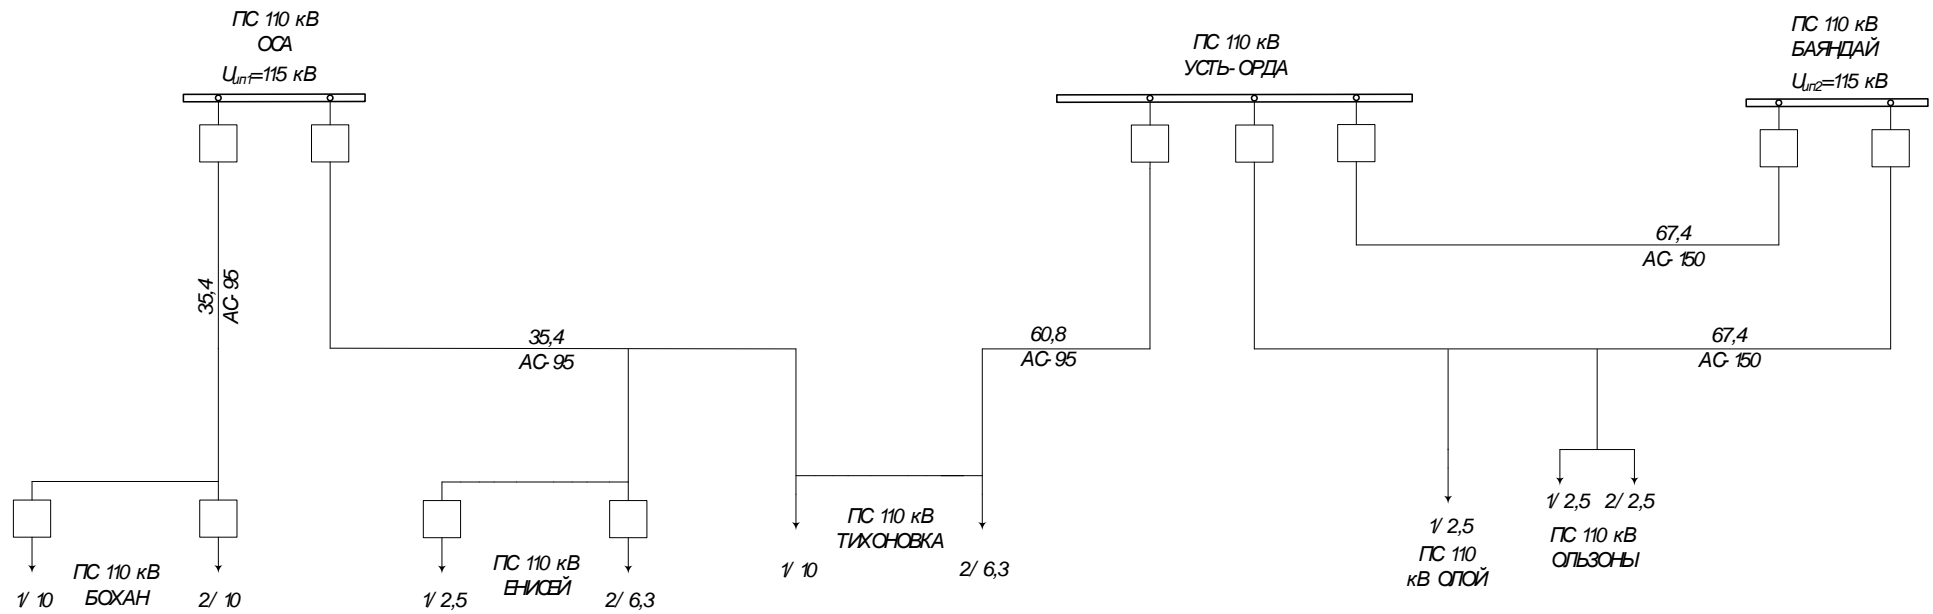 ПС 110 кВ
ОСА
Uип1=115 кВ
ПС 110 кВ
УСТЬ-ОРДА
ПС 110 кВ
БАЯНДАЙ
Uип2=115 кВ
35,4
АС-95
35,4
АС-95
60,8
АС-95
67,4
АС-150
67,4
АС-150
1/ 10
ПС 110 кВ
БОХАН
2/ 10
1/ 2,5
ПС 110 кВ
ЕНИСЕЙ
2/ 6,3
1/ 10
ПС 110 кВ
ТИХОНОВКА
2/ 6,3
1/ 2,5
ПС 110
кВ ОЛОЙ
1/ 2,5
2/ 2,5
ПС 110 кВ
ОЛЬЗОНЫ